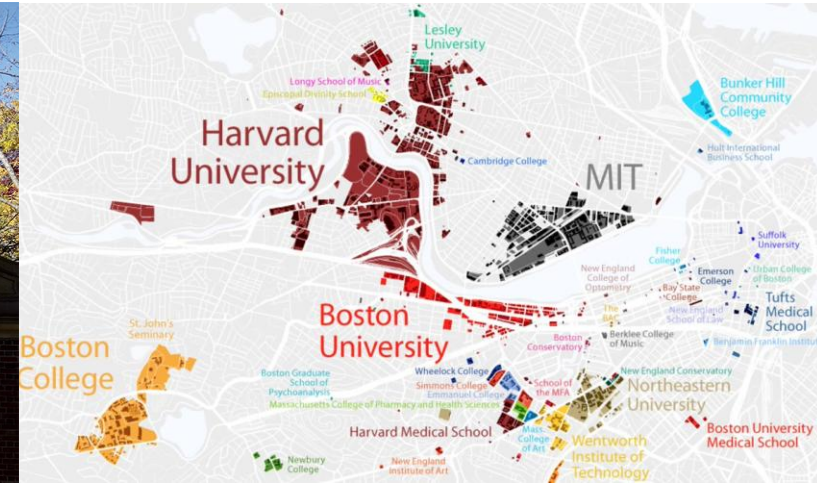 Lesley
University
Longy School of Music
Episcopal Divinity School
Bunker Hill
Community
College
Harvard
University
Hult International
Business School
Cambridge College
MIT
Suffolk
University
Fisher
College
New England
College of
Optometry
Emerson
College
Urban College
of Boston
Bay State
College
Tufts
Medical
School
Boston
University
The
BAC
New England
School of Law
St. John's
Seminary
Boston
College
Boston
Conservatory
Berklee College
of Music
Benjamin Franklin Institut
Boston Graduate
School of
Psychoanalysis
Wheelock College
Simmons College
Emmanuel College
School of
the MFA
New England Conservatory
Northeastern
University
Massachusetts College of Pharmacy and Health Sciences
Harvard Medical School
Mass.
College
of Art
Boston University
Medical School
Wentworth
Institute of
Technology
Newbury
College
New England
Institute of Art